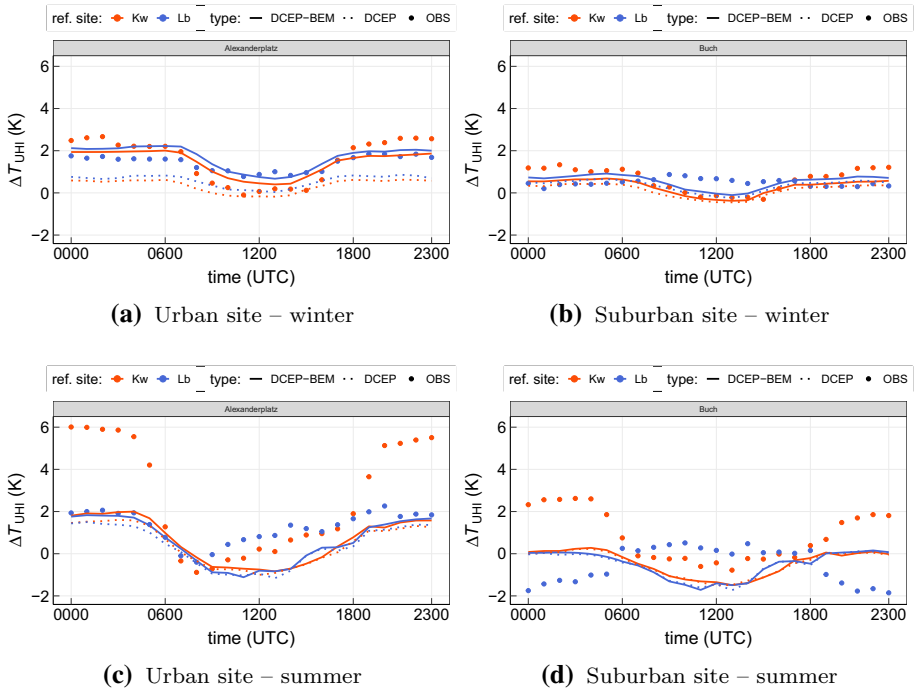 ref. site: Kw Lb type: DCEP−BEM DCEP OBS
Alexanderplatz
ΔT_UHI (K)
6
4
2
0
−2
0000 0600 1200 1800 2300
time (UTC)
(a) Urban site – winter
ref. site: Kw Lb type: DCEP−BEM DCEP OBS
Buch
ΔT_UHI (K)
6
4
2
0
−2
0000 0600 1200 1800 2300
time (UTC)
(b) Suburban site – winter
ref. site: Kw Lb type: DCEP−BEM DCEP OBS
Alexanderplatz
ΔT_UHI (K)
6
4
2
0
−2
0000 0600 1200 1800 2300
time (UTC)
(c) Urban site – summer
ref. site: Kw Lb type: DCEP−BEM DCEP OBS
Buch
ΔT_UHI (K)
6
4
2
0
−2
0000 0600 1200 1800 2300
time (UTC)
(d) Suburban site – summer